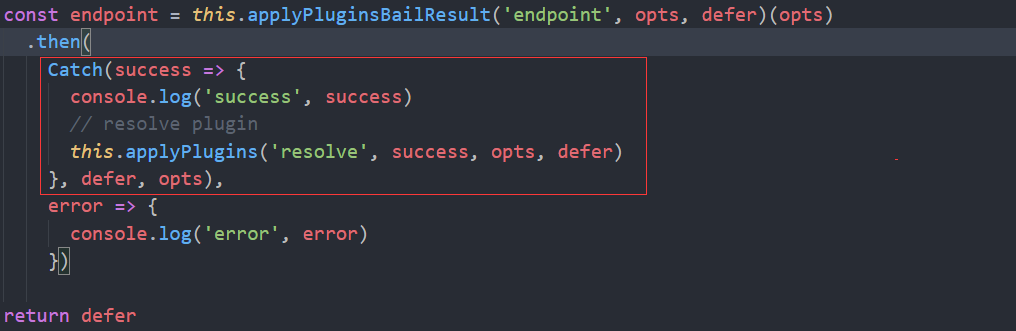 const endpoint = this.applyPluginsBailResult('endpoint', opts, defer)(opts)
.then(
Catch(success => {
console.log('success', success)
// resolve plugin
this.applyPlugins('resolve', success, opts, defer)
}, defer, opts),
error => {
console.log('error', error)
})
return defer